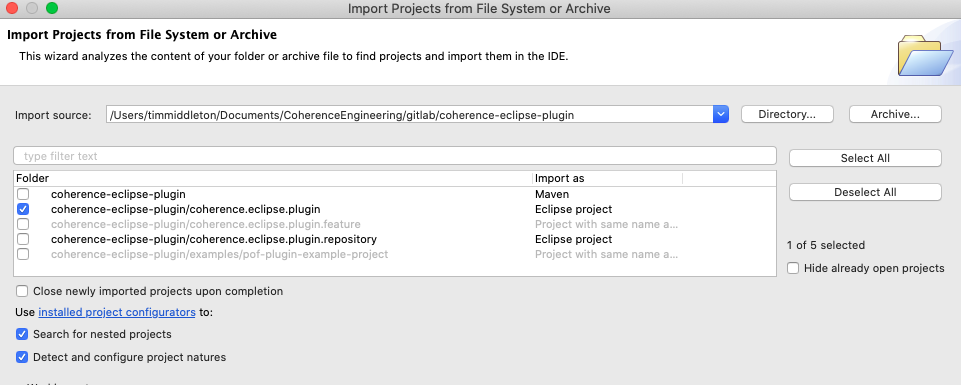 Import Projects from File System or Archive
Import Projects from File System or Archive
This wizard analyzes the content of your folder or archive file to find projects and import them in the IDE.
Import source: /Users/timmiddleton/Documents/CoherenceEngineering/gitlab/coherence-eclipse-plugin Directory... Archive...
type filter text
Select All
Folder Import as
coherence-eclipse-plugin Maven
Deselect All
coherence-eclipse-plugin/coherence.eclipse.plugin Eclipse project
coherence-eclipse-plugin/coherence.eclipse.plugin.feature Project with same name a...
coherence-eclipse-plugin/coherence.eclipse.plugin.repository Eclipse project
1 of 5 selected
coherence-eclipse-plugin/examples/pof-plugin-example-project Project with same name a...
Hide already open projects
Close newly imported projects upon completion
Use installed project configurators to:
Search for nested projects
Detect and configure project natures